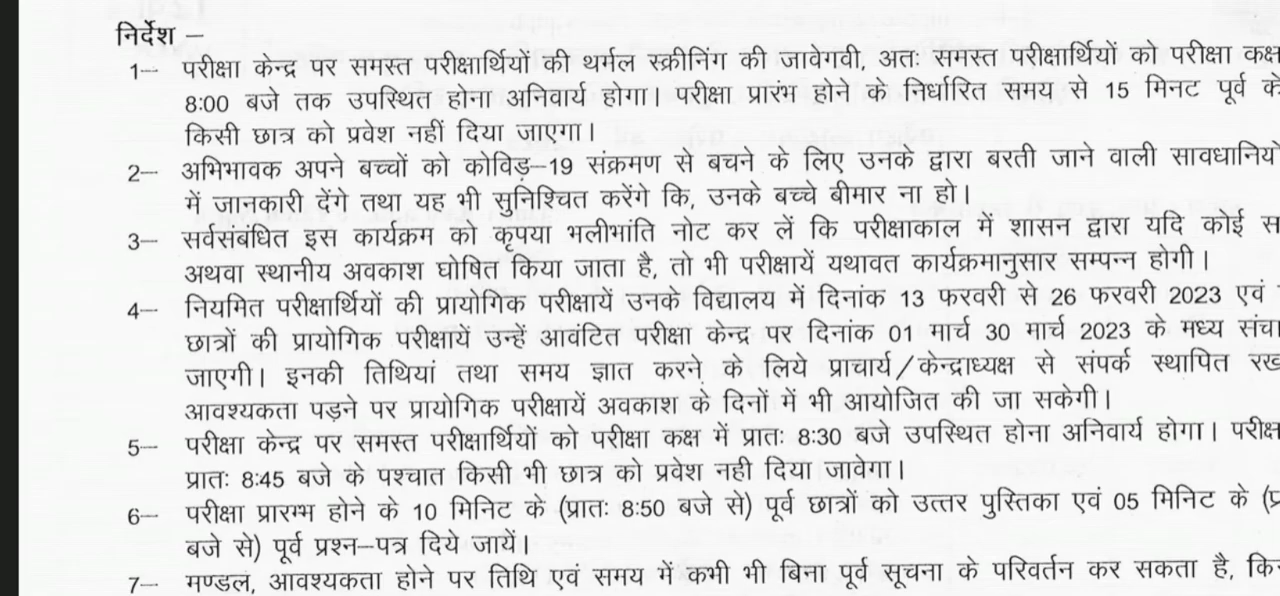 निर्देश –
1— परीक्षा केन्द्र पर समस्त परीक्षार्थियों की थर्मल स्क्रीनिंग की जावेगवी, अतः समस्त परीक्षार्थियों को परीक्षा कक्ष
8:00 बजे तक उपस्थित होना अनिवार्य होगा। परीक्षा प्रारंभ होने के निर्धारित समय से 15 मिनट पूर्व के
किसी छात्र को प्रवेश नहीं दिया जाएगा।
2— अभिभावक अपने बच्चों को कोविड़–19 संक्रमण से बचने के लिए उनके द्वारा बरती जाने वाली
में जानकारी देंगे तथा यह भी सुनिश्चित करेंगे कि, उनके बच्चे बीमार ना हो।
3— सर्वसंबंधित इस कार्यक्रम को कृपया भलीभांति नोट कर लें कि परीक्षाकाल में शासन द्वारा यदि कोई
अथवा स्थानीय अवकाश घोषित किया जाता है, तो भी परीक्षायें यथावत कार्यक्रमानुसार सम्पन्न होगी।
4— नियमित परीक्षार्थियों की प्रायोगिक परीक्षायें उनके विद्यालय में दिनांक 13 फरवरी से 26 फरवरी 2023 एवं
छात्रों की प्रायोगिक परीक्षायें उन्हें आवंटित परीक्षा केन्द्र पर दिनांक 01 मार्च 30 मार्च 2023 के मध्य
जाएगी। इनकी तिथियां तथा समय ज्ञात करने के लिये प्राचार्य/केन्द्राध्यक्ष से संपर्क स्थापित
आवश्यकता पड़ने पर प्रायोगिक परीक्षायें अवकाश के दिनों में भी आयोजित की जा सकेगी।
5— परीक्षा केन्द्र पर समस्त परीक्षार्थियों को परीक्षा कक्ष में प्रातः 8:30 बजे उपस्थित होना अनिवार्य होगा।
प्रातः 8:45 बजे के पश्चात किसी भी छात्र को प्रवेश नही दिया जावेगा।
6— परीक्षा प्रारम्भ होने के 10 मिनिट के (प्रातः 8:50 बजे से) पूर्व छात्रों को उत्तर पुस्तिका एवं 05 मिनिट के
बजे से) पूर्व प्रश्न–पत्र दिये जायें।
7— मण्डल, आवश्यकता होने पर तिथि एवं समय में कभी भी बिना पूर्व सूचना के परिवर्तन कर सकता है,